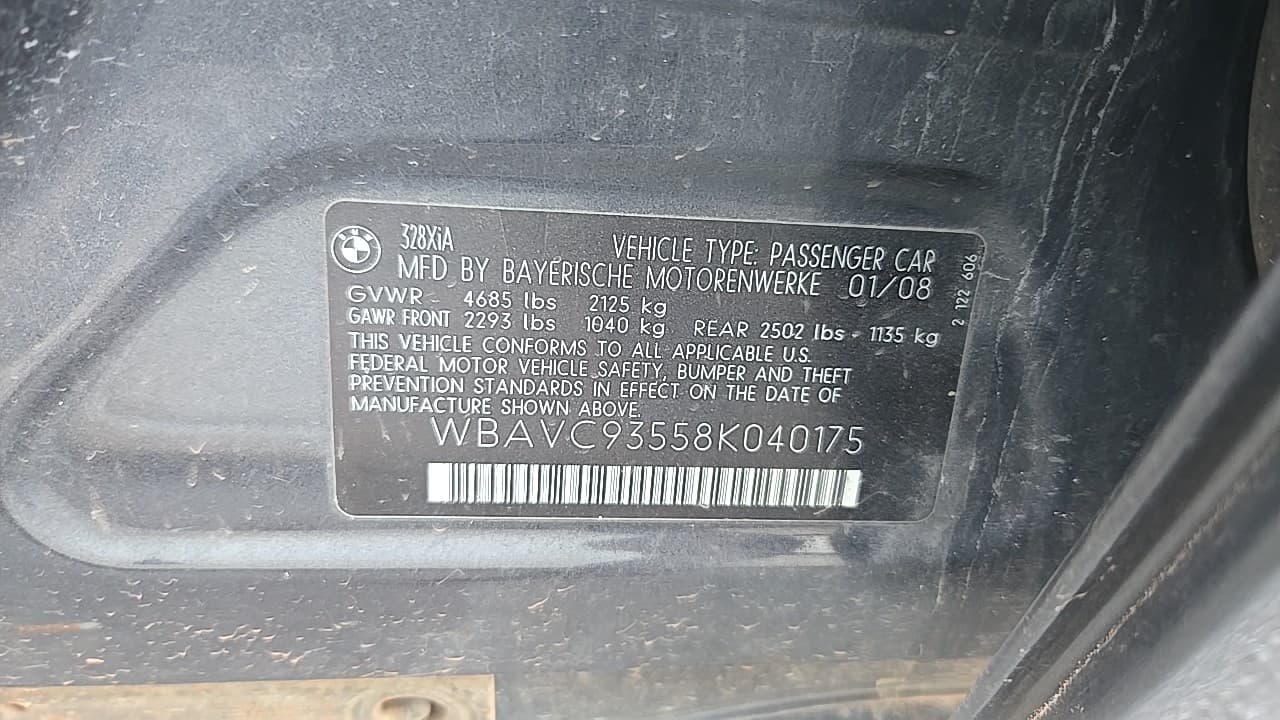 BMW
328XiA
VEHICLE TYPE: PASSENGER CAR
MFD BY BAYERISCHE MOTORENWERKE 01/08
GVWR - 4685 lbs 2125 kg
GAWR FRONT 2293 lbs 1040 kg REAR 2502 lbs - 1135 kg
THIS VEHICLE CONFORMS TO ALL APPLICABLE U.S.
FEDERAL MOTOR VEHICLE SAFETY, BUMPER AND THEFT
PREVENTION STANDARDS IN EFFECT ON THE DATE OF
MANUFACTURE SHOWN ABOVE.
WBAVC93558K040175
2 122 606